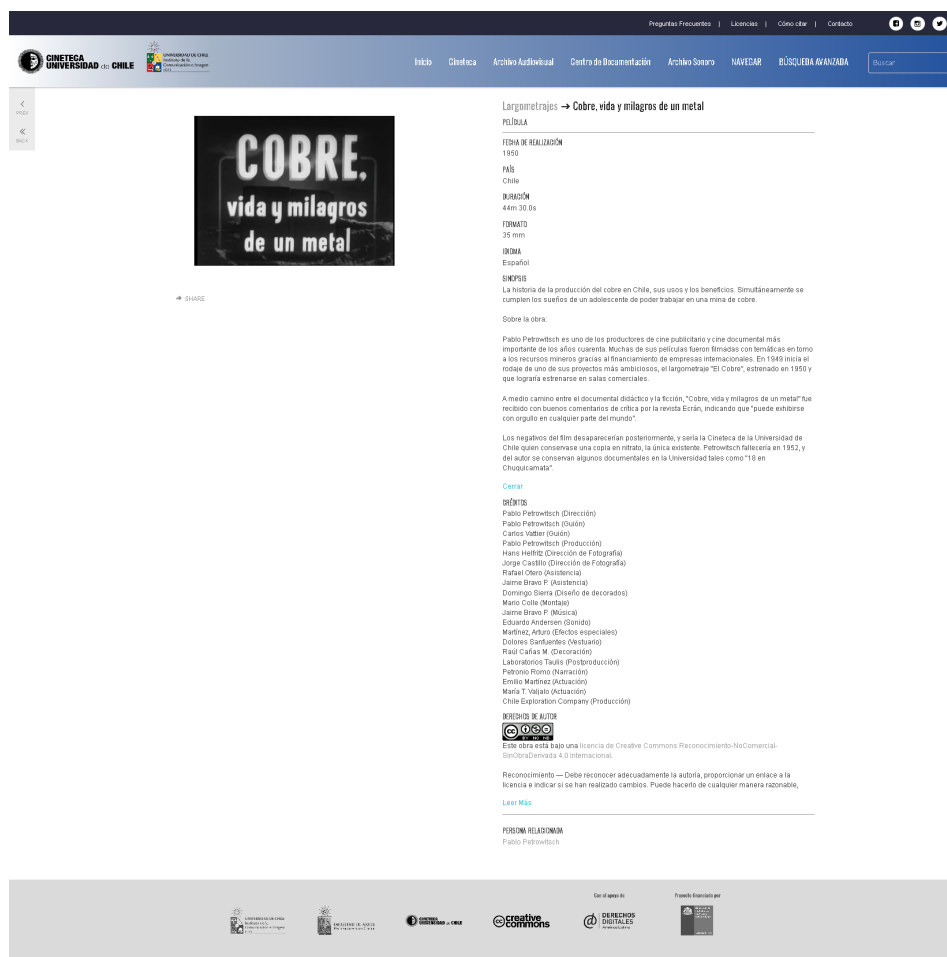 Preguntas Frecuentes | Licencias | Cómo citar | Contacto
CINETECA
UNIVERSIDAD de CHILE
UNIVERSIDAD DE CHILE
Instituto de la
Comunicación e Imagen
Inicio Cineteca Archivo Audiovisual Centro de Documentación Archivo Sonoro NAVEGAR BÚSQUEDA AVANZADA Buscar
PREV
BACK
COBRE,
vida y milagros
de un metal
SHARE
Largometrajes → Cobre, vida y milagros de un metal
PELÍCULA
FECHA DE REALIZACIÓN
1950
PAÍS
Chile
DURACIÓN
44m 30.0s
FORMATO
35 mm
IDIOMA
Español
SINOPSIS
La historia de la producción del cobre en Chile, sus usos y los beneficios. Simultáneamente se
cumplen los sueños de un adolescente de poder trabajar en una mina de cobre.
Sobre la obra:
Pablo Petrowitsch es uno de los productores de cine publicitario y cine documental más
importante de los años cuarenta. Muchas de sus películas fueron filmadas con temáticas en torno
a los recursos mineros gracias al financiamiento de empresas internacionales. En 1949 inicia el
rodaje de uno de sus proyectos más ambiciosos, el largometraje "El Cobre", estrenado en 1950 y
que lograría estrenarse en salas comerciales.
A medio camino entre el documental didáctico y la ficción, "Cobre, vida y milagros de un metal" fue
recibido con buenos comentarios de crítica por la revista Ecrán, indicando que "puede exhibirse
con orgullo en cualquier parte del mundo".
Los negativos del film desaparecerían posteriormente, y sería la Cineteca de la Universidad de
Chile quien conservase una copia en nitrato, la única existente. Petrowitsch fallecería en 1952, y
del autor se conservan algunos documentales en la Universidad tales como "18 en
Chuquicamata".
Cerrar
CRÉDITOS
Pablo Petrowitsch (Dirección)
Pablo Petrowitsch (Guión)
Carlos Vattier (Guión)
Pablo Petrowitsch (Producción)
Hans Helfritz (Dirección de Fotografía)
Jorge Castillo (Dirección de Fotografía)
Rafael Otero (Asistencia)
Jaime Bravo P. (Asistencia)
Domingo Sierra (Diseño de decorados)
Mario Colle (Montaje)
Jaime Bravo P. (Música)
Eduardo Andersen (Sonido)
Martínez, Arturo (Efectos especiales)
Dolores Sanfuentes (Vestuario)
Raúl Cañas M. (Decoración)
Laboratorios Taulis (Postproducción)
Petronio Romo (Narración)
Emilio Martínez (Actuación)
María T. Valjalo (Actuación)
Chile Exploration Company (Producción)
DERECHOS DE AUTOR
cc BY NC ND
Este obra está bajo una licencia de Creative Commons Reconocimiento-NoComercial-
SinObraDerivada 4.0 Internacional.
Reconocimiento — Debe reconocer adecuadamente la autoría, proporcionar un enlace a la
licencia e indicar si se han realizado cambios. Puede hacerlo de cualquier manera razonable,
Leer Más
PERSONA RELACIONADA
Pablo Petrowitsch
Con el apoyo de
Proyecto financiado por
CINETECA
UNIVERSIDAD de CHILE
creative
commons
DERECHOS
DIGITALES